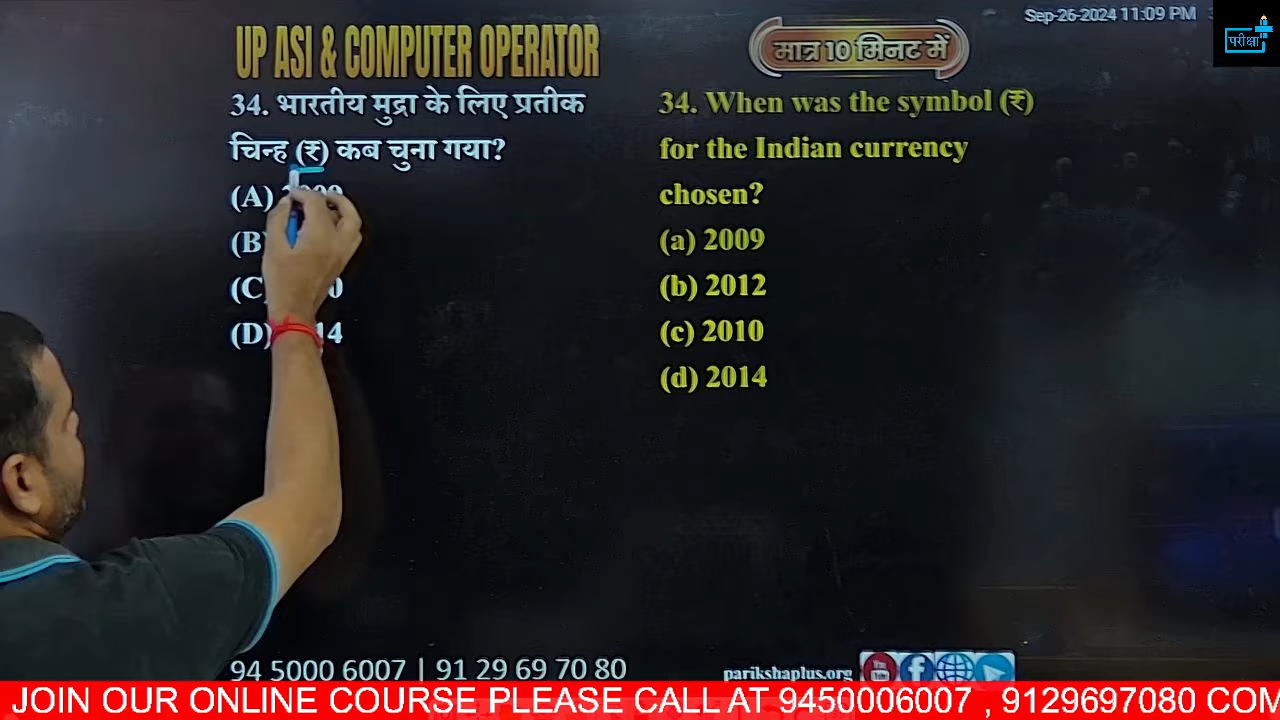 Sep-26-2024 11:09 PM
परीक्षा
UP ASI & COMPUTER OPERATOR
मात्र 10 मिनट में
34. भारतीय मुद्रा के लिए प्रतीक
चिन्ह (₹) कब चुना गया?
(A)
(B)
(C)
(D)
34. When was the symbol (₹)
for the Indian currency
chosen?
(a) 2009
(b) 2012
(c) 2010
(d) 2014
94 5000 6007 | 91 29 69 70 80
parikshaplus.org
JOIN OUR ONLINE COURSE PLEASE CALL AT 9450006007 , 9129697080 COM